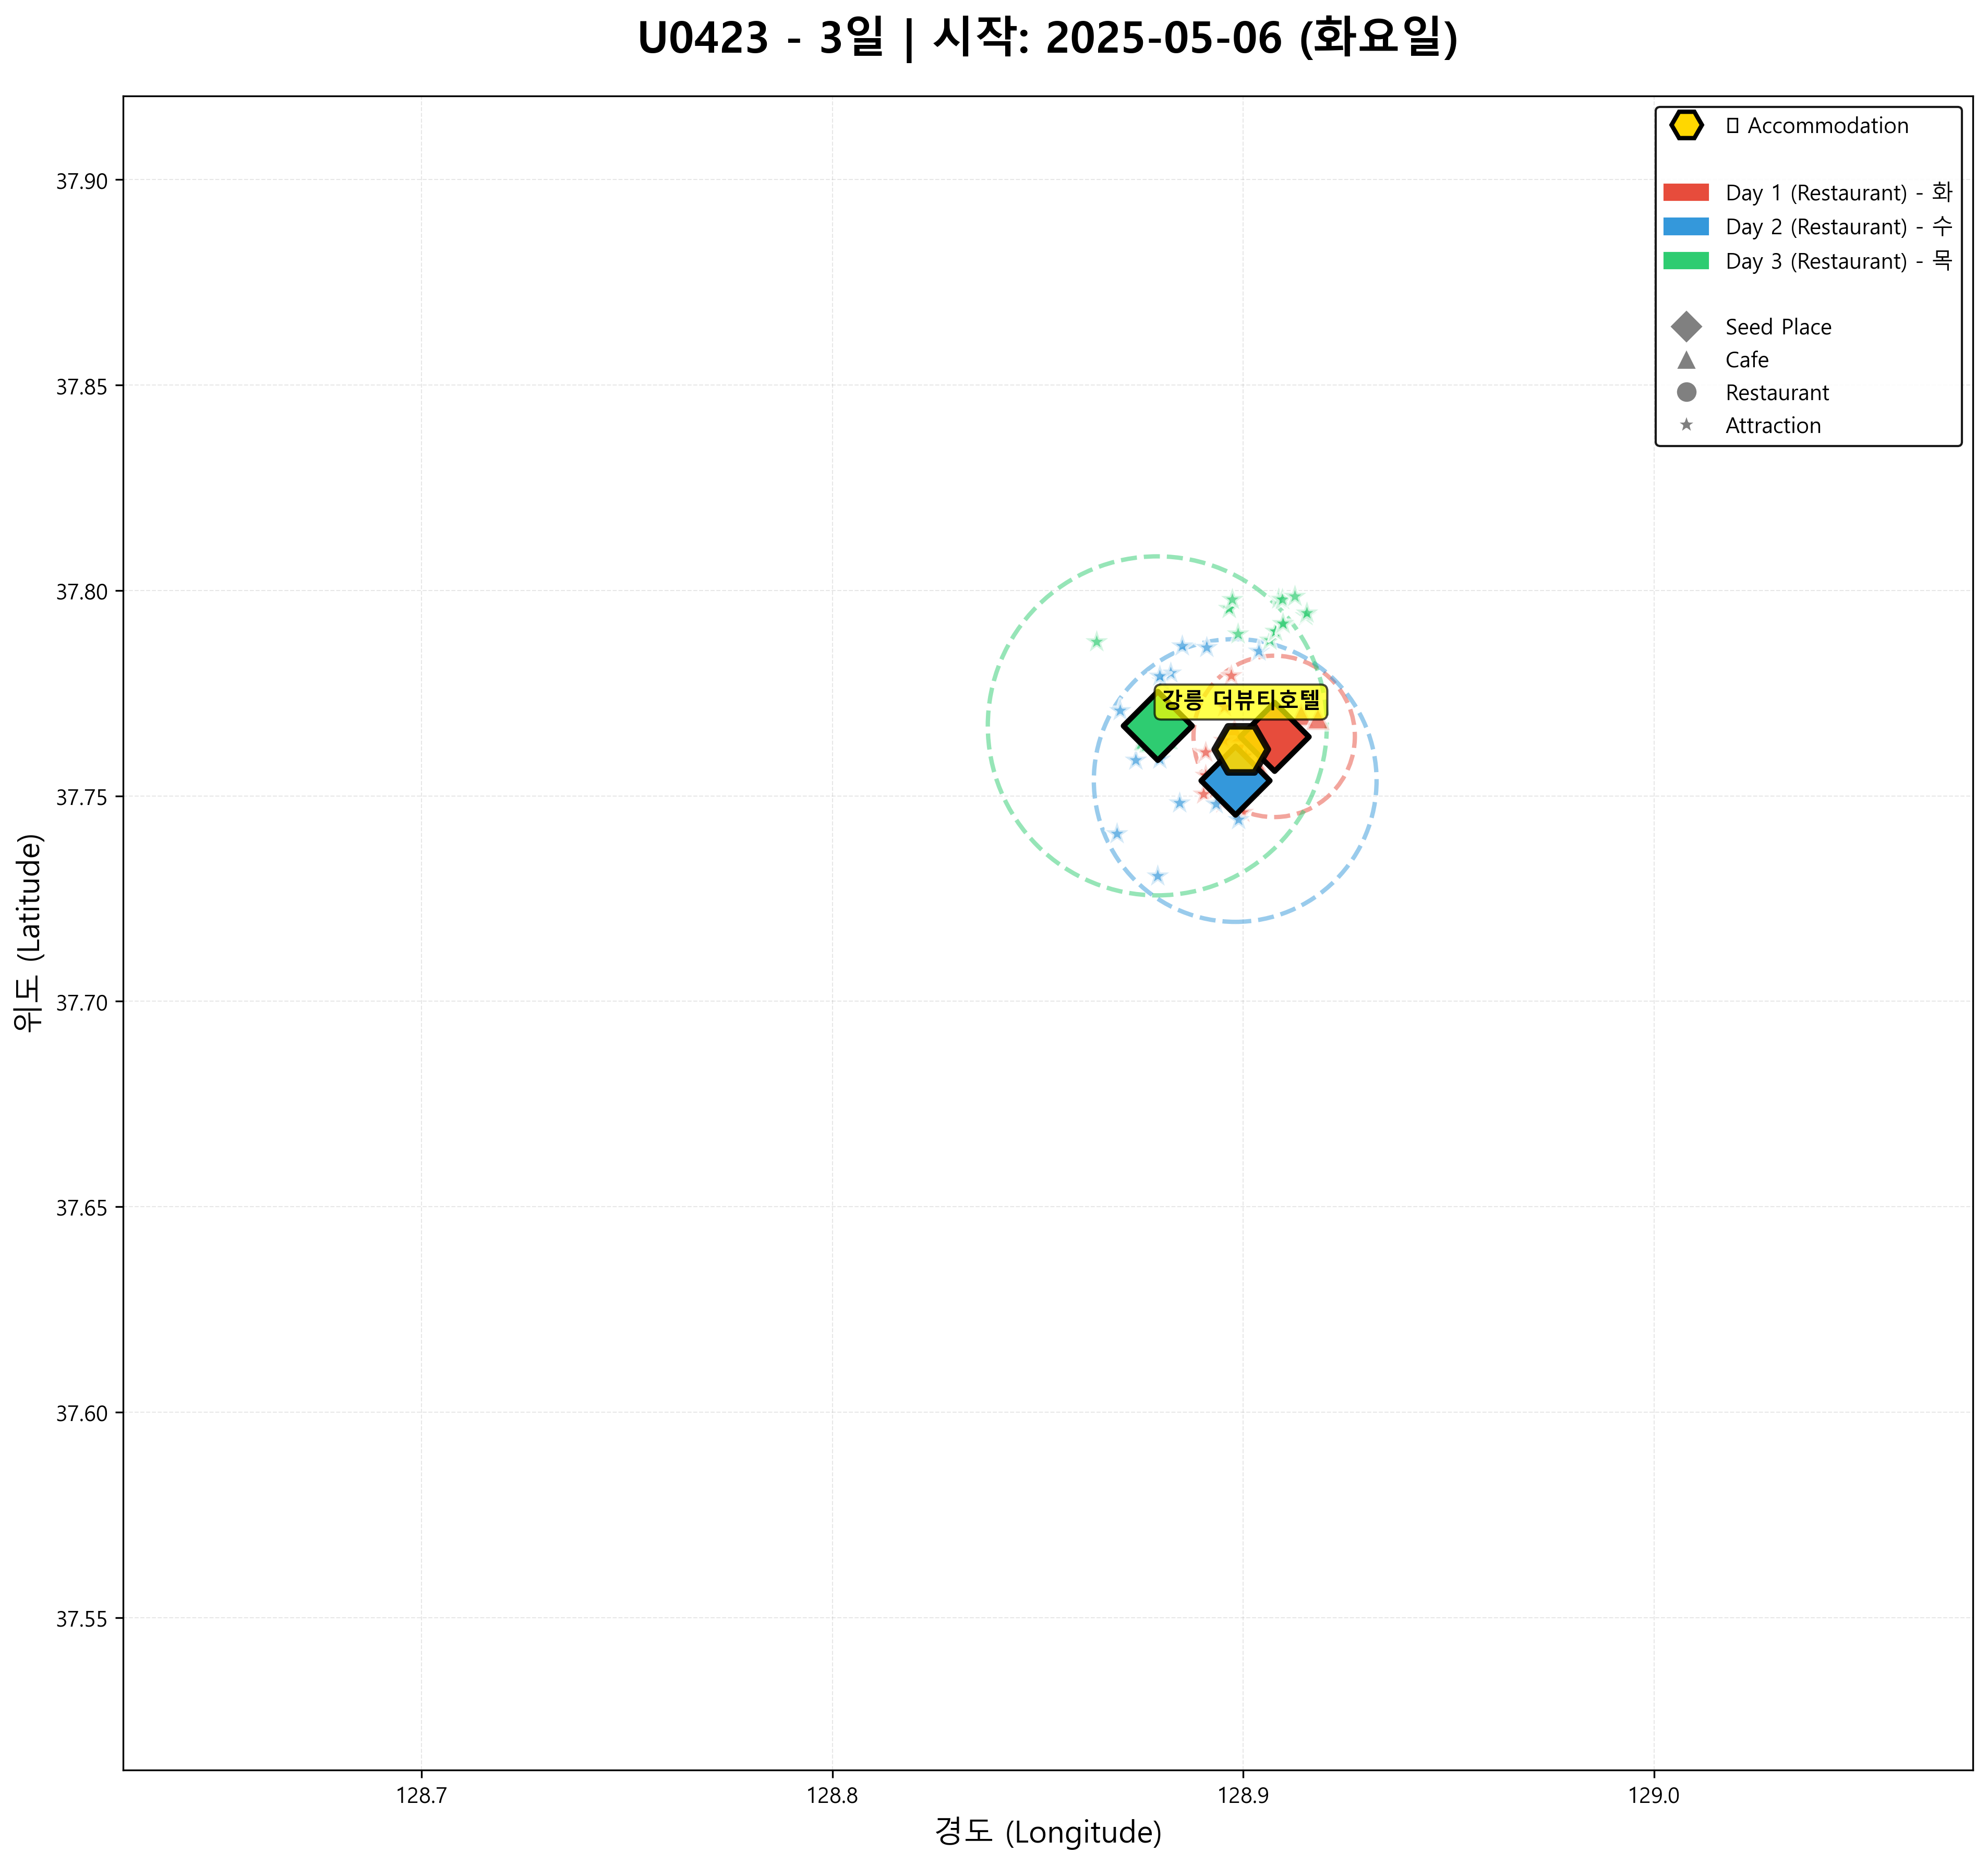 U0423 - 3일 | 시작: 2025-05-06 (화요일)
Accommodation
Day 1 (Restaurant) - 화
Day 2 (Restaurant) - 수
Day 3 (Restaurant) - 목
Seed Place
Cafe
Restaurant
Attraction
강릉 더뷰티호텔
위도 (Latitude)
37.90
37.85
37.80
37.75
37.70
37.65
37.60
37.55
128.7
128.8
128.9
129.0
경도 (Longitude)